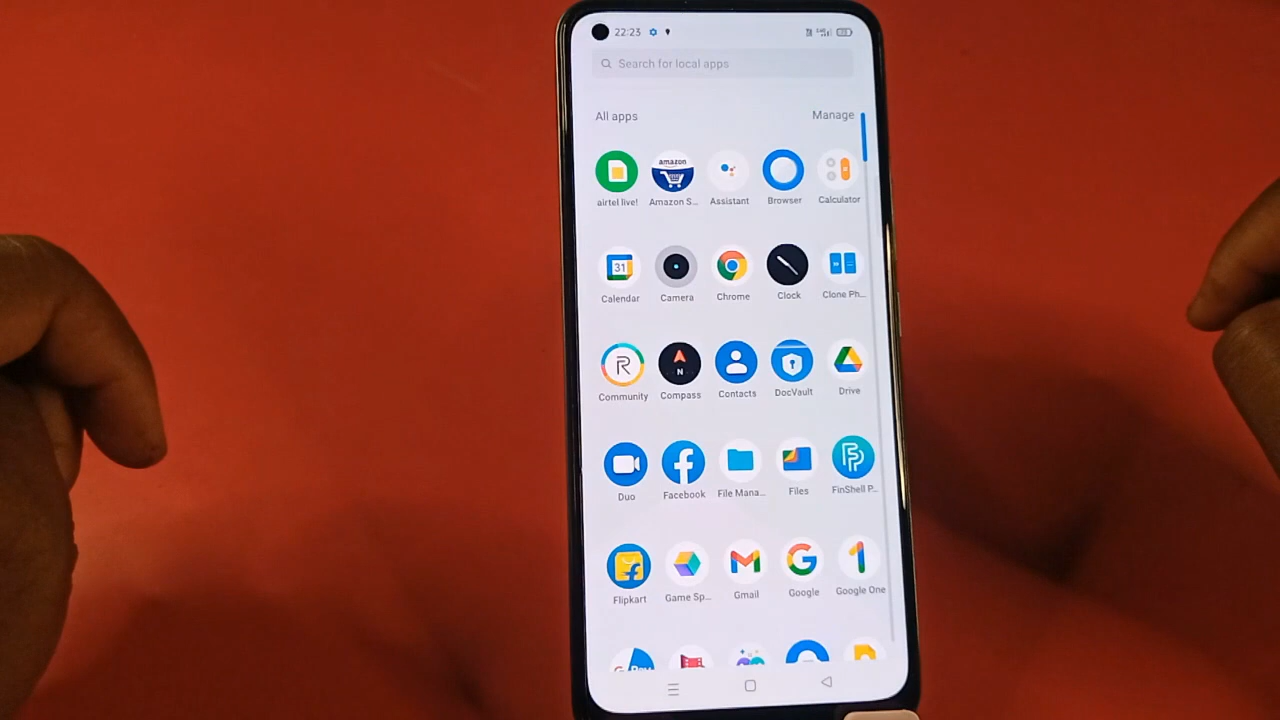 22:23
Search for local apps
All apps Manage
amazon
airtel live! Amazon S... Assistant Browser Calculator
31
Calendar Camera Chrome Clock Clone Ph...
R N
Community Compass Contacts DocVault Drive
Duo Facebook File Mana... Files FinShell P...
Flipkart Game Sp... Gmail Google Google One
Pay